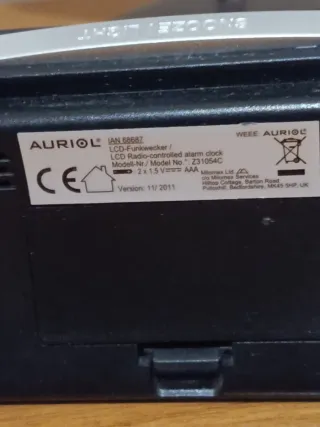 SNOOZE/LIGHT
AURIOL®
IAN 68687
LCD-Funkwecker /
LCD Radio-controlled alarm clock
Modell-Nr./ Model No.: Z31054C
2 x 1.5 V AAA
CE
Version: 11/ 2011
WEEE: AURIOL®
Milomex Ltd.
c/o Milomex Services
Hilltop Cottage, Barton Road
Pulloxhill, Bedfordshire, MK45 5HP, UK